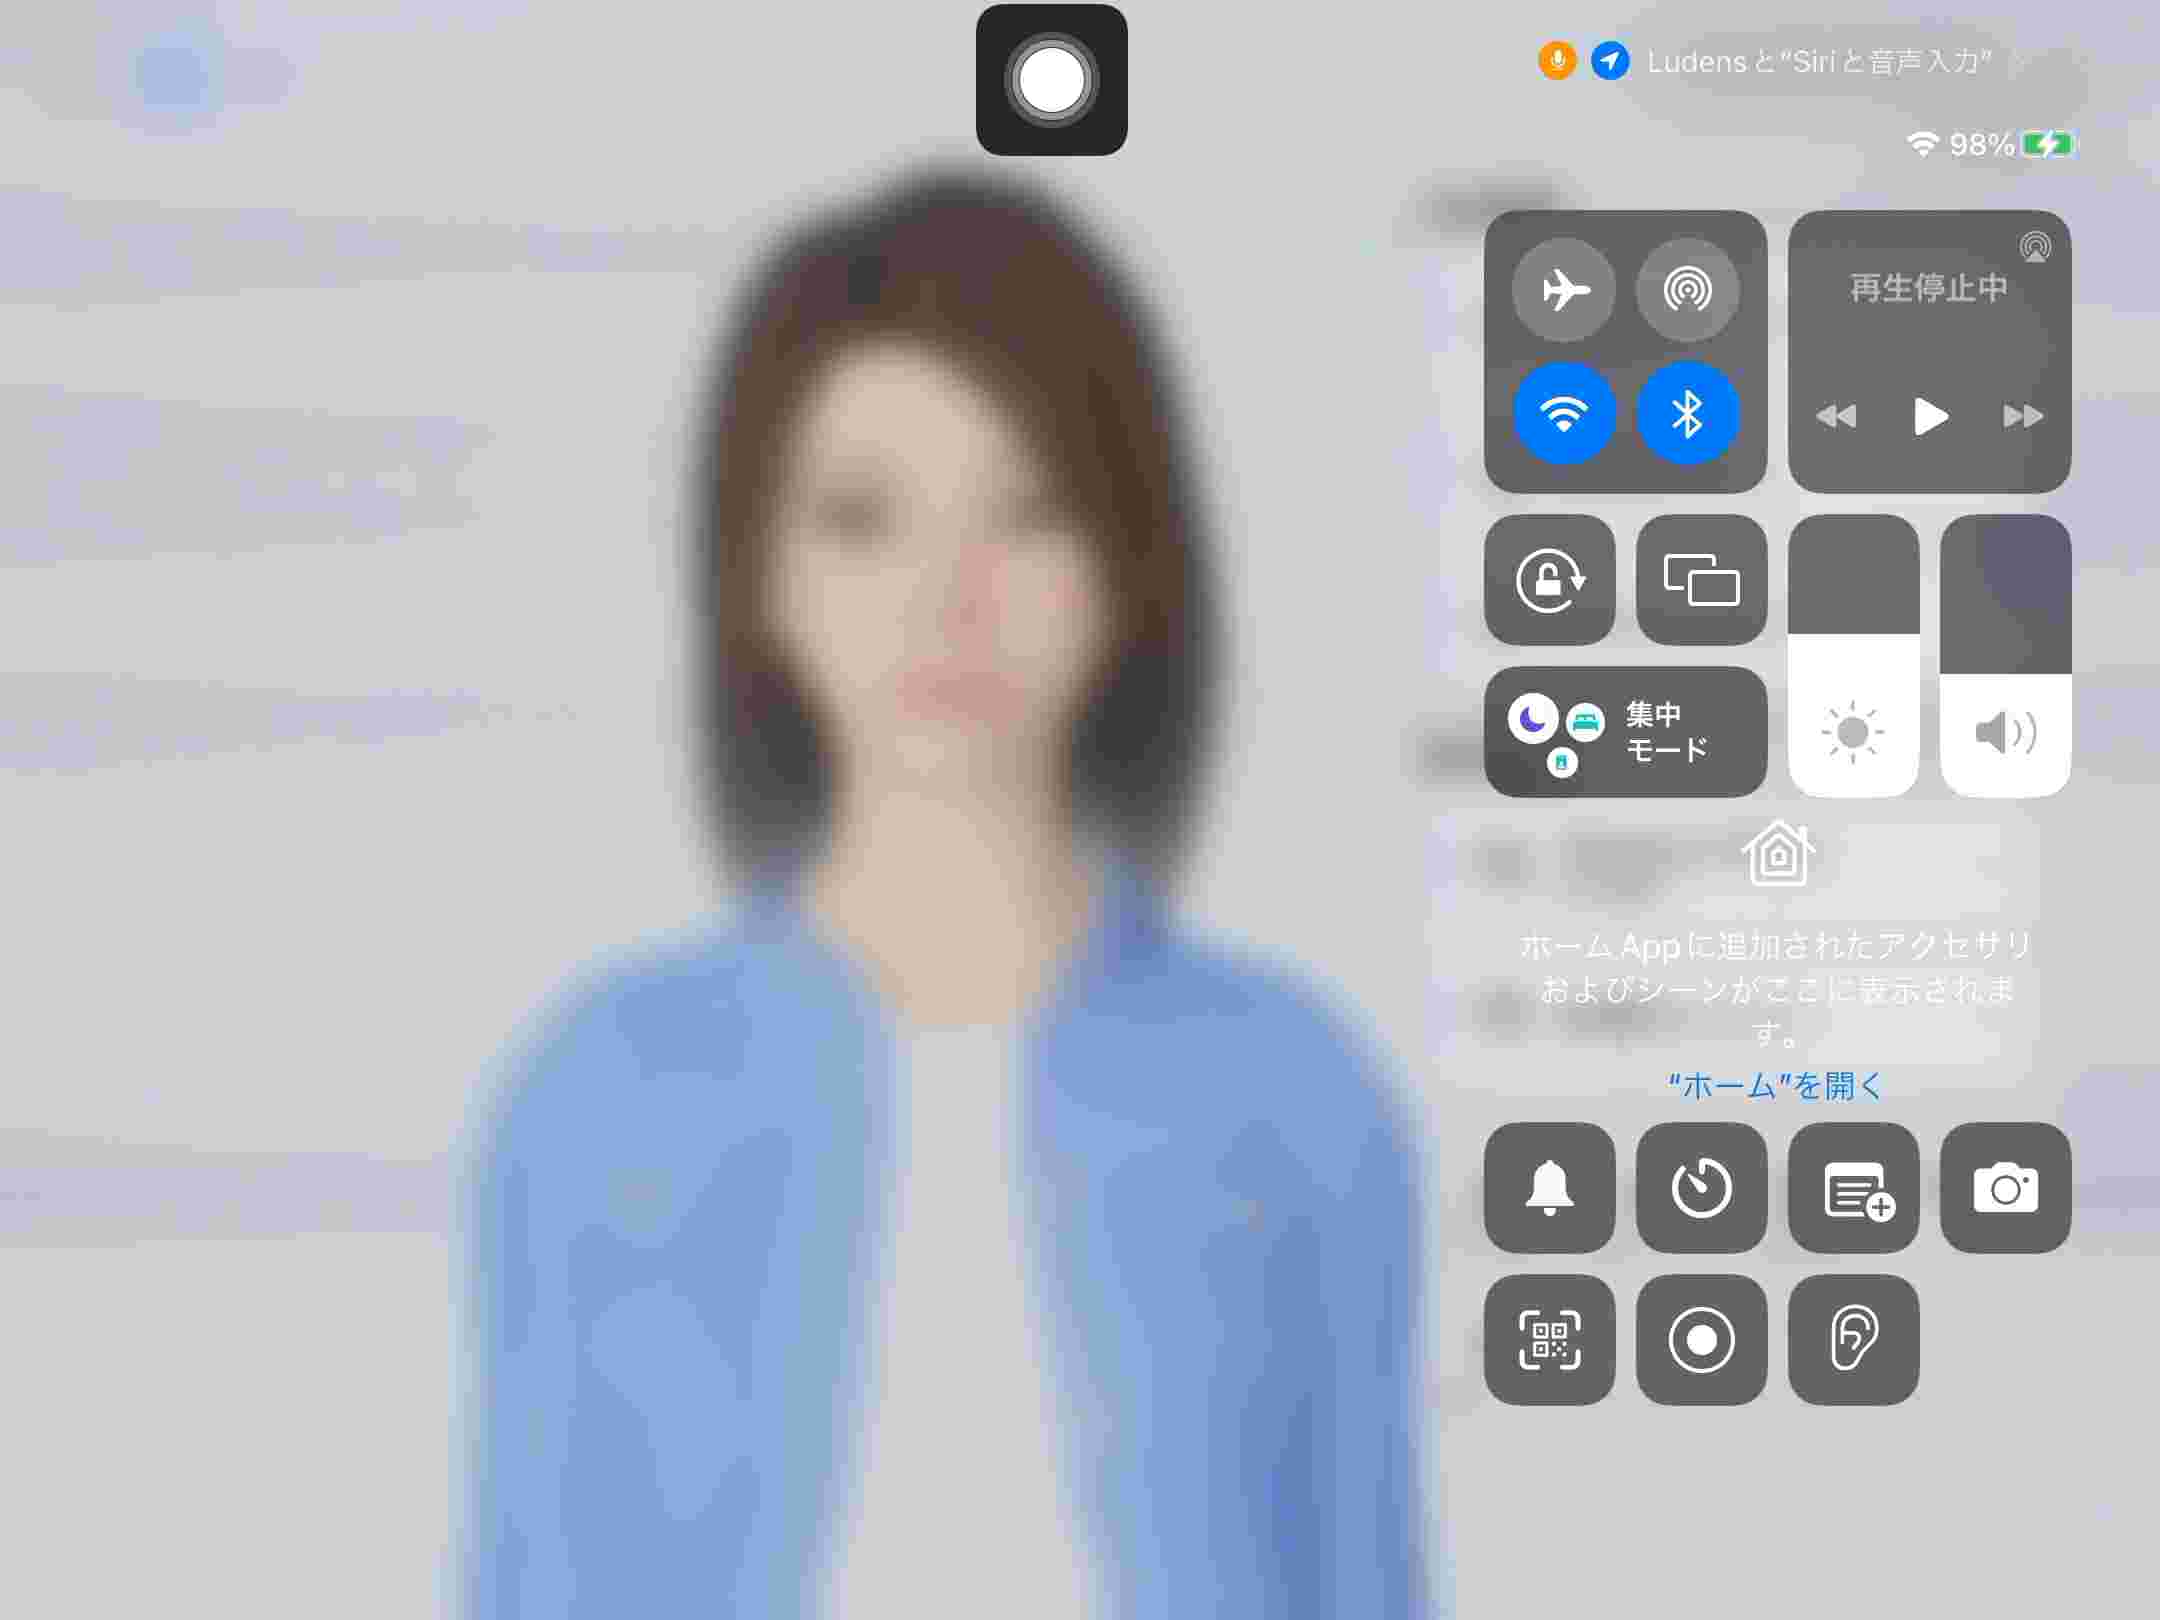 Ludensと“Siriと音声入力”
98%
再生停止中
集中
モード
ホームAppに追加されたアクセサリ
およびシーンがここに表示されま
す。
“ホーム”を開く